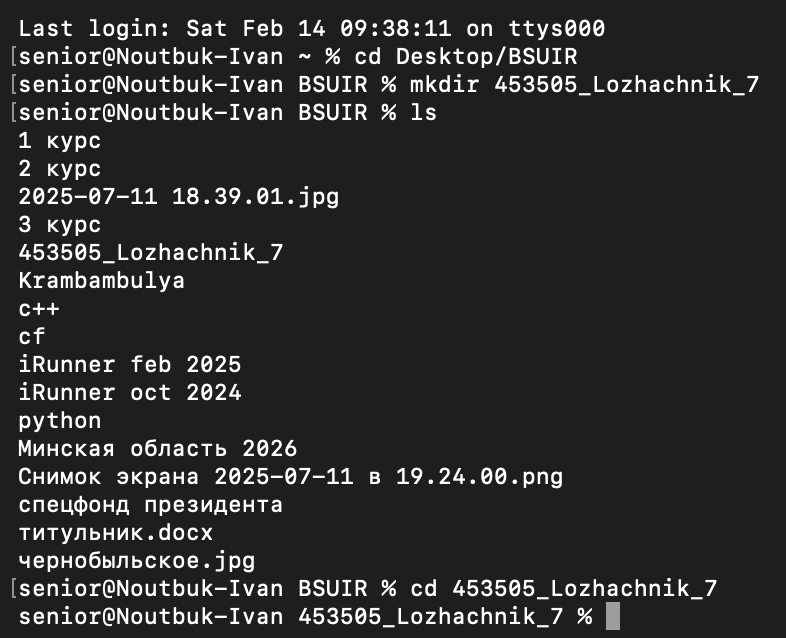 Last login: Sat Feb 14 09:38:11 on ttys000
[senior@Noutbuk-Ivan ~ % cd Desktop/BSUIR
[senior@Noutbuk-Ivan BSUIR % mkdir 453505_Lozhachnik_7
[senior@Noutbuk-Ivan BSUIR % ls
1 курс
2 курс
2025-07-11 18.39.01.jpg
3 курс
453505_Lozhachnik_7
Krambambulya
c++
cf
iRunner feb 2025
iRunner oct 2024
python
Минская область 2026
Снимок экрана 2025-07-11 в 19.24.00.png
спецфонд президента
титульник.docx
чернобыльское.jpg
[senior@Noutbuk-Ivan BSUIR % cd 453505_Lozhachnik_7
senior@Noutbuk-Ivan 453505_Lozhachnik_7 %